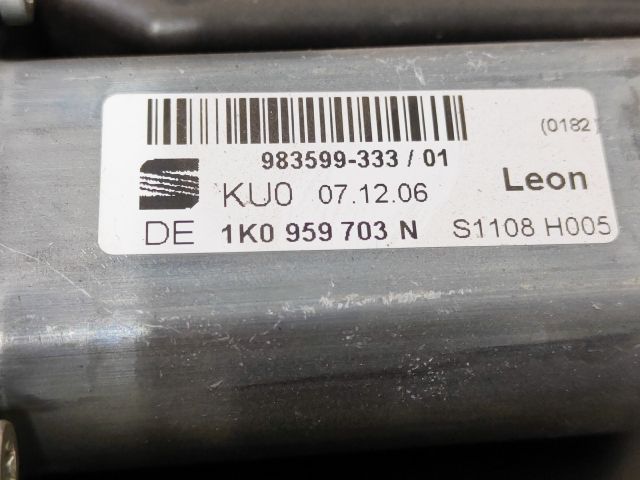 (0182)
983599-333 / 01
KU0 07.12.06 Leon
DE 1K0 959 703 N S1108 H005